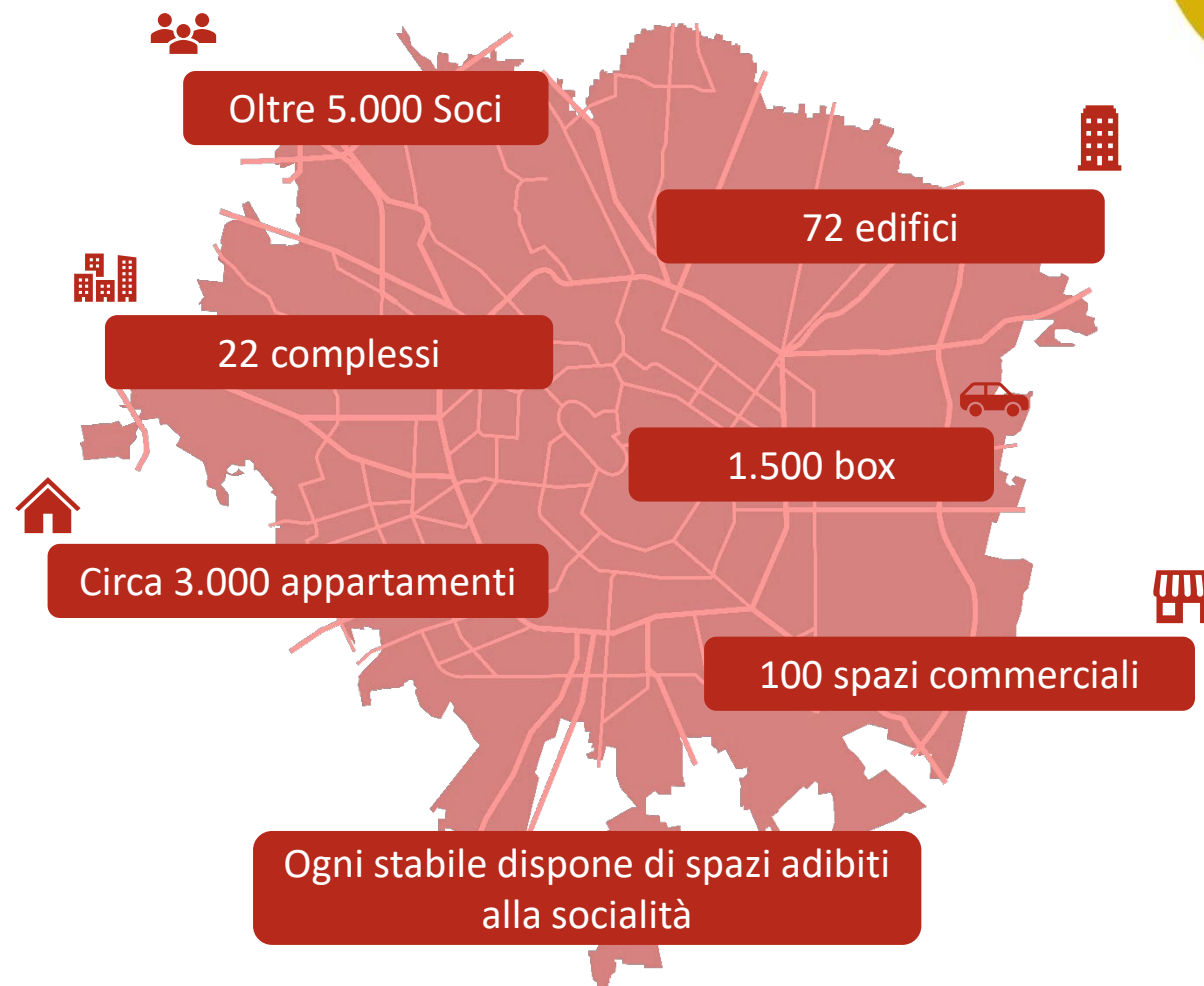 Oltre 5.000 Soci
72 edifici
22 complessi
1.500 box
Circa 3.000 appartamenti
100 spazi commerciali
Ogni stabile dispone di spazi adibiti
alla socialità